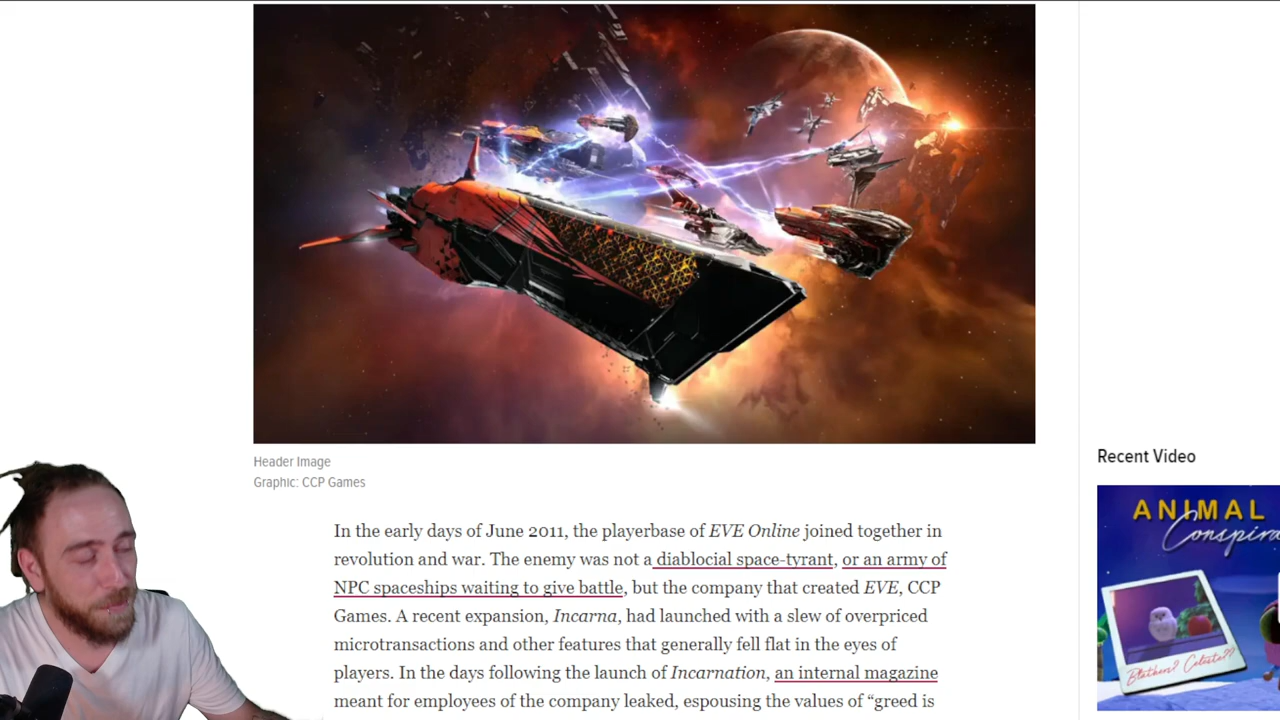 Header Image
Graphic: CCP Games
In the early days of June 2011, the playerbase of EVE Online joined together in
revolution and war. The enemy was not a diablocial space-tyrant, or an army of
NPC spaceships waiting to give battle, but the company that created EVE, CCP
Games. A recent expansion, Incarna, had launched with a slew of overpriced
microtransactions and other features that generally fell flat in the eyes of
players. In the days following the launch of Incarnation, an internal magazine
meant for employees of the company leaked, espousing the values of “greed is
Recent Video
ANIMAL
Conspira
Blathers? Celeste??